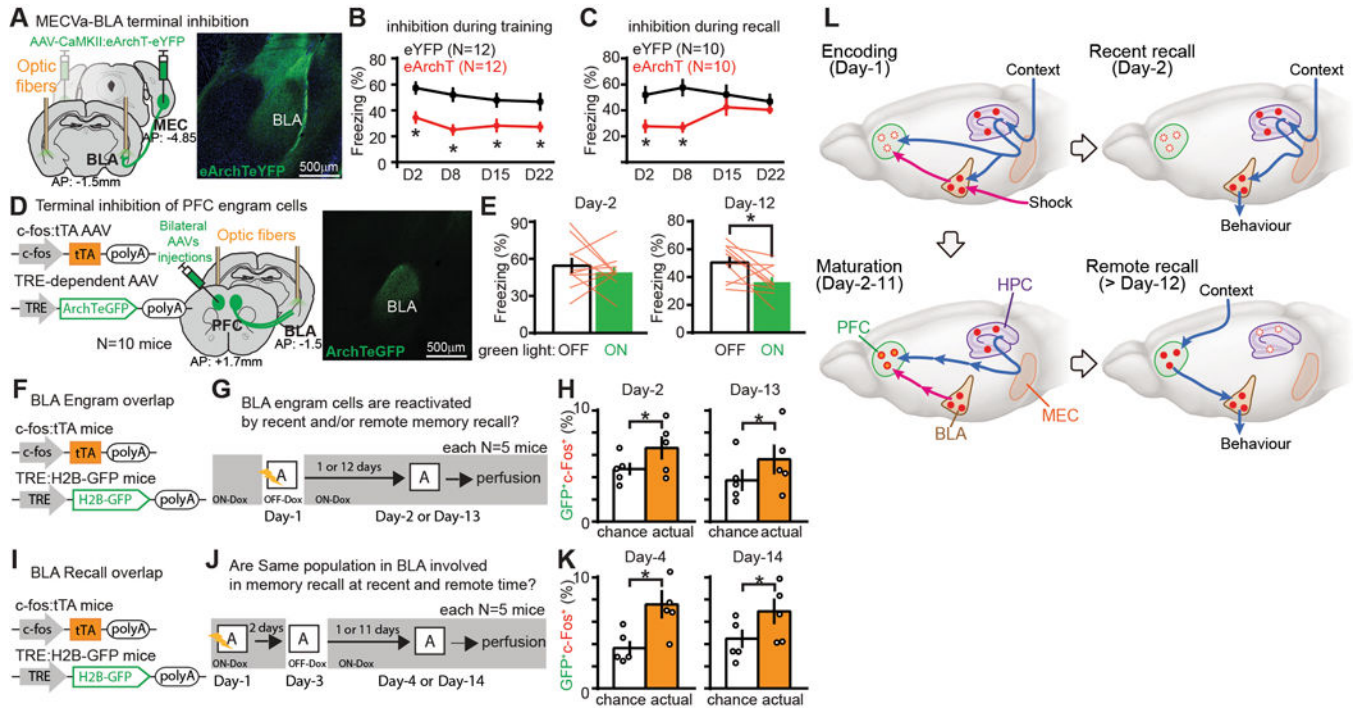 A MECVa-BLA terminal inhibition
AAV-CaMKII:eArchT-eYFP
Optic
fibers
MEC
AP: -4.85
BLA
AP: -1.5mm
BLA
eArchTeYFP
500μm
B inhibition during training
eYFP (N=12)
eArchT (N=12)
Freezing (%)
80
60
40
20
0
* * * *
D2 D8 D15 D22
C inhibition during recall
eYFP (N=10)
eArchT (N=10)
Freezing (%)
80
60
40
20
0
* *
D2 D8 D15 D22
D Terminal inhibition of PFC engram cells
c-fos:tTA AAV
c-fos tTA polyA
TRE-dependent AAV
TRE ArchTeGFP polyA
N=10 mice
Bilateral
AAVs
injections
Optic fibers
PFC
AP: +1.7mm
BLA
AP: -1.5
BLA
ArchTeGFP
500μm
E Day-2
Freezing (%)
90
60
30
0
green light: OFF ON
Day-12
*
Freezing (%)
80
60
40
20
0
OFF ON
F BLA Engram overlap
c-fos:tTA mice
c-fos tTA polyA
TRE:H2B-GFP mice
TRE H2B-GFP polyA
G BLA engram cells are reactivated
by recent and/or remote memory recall?
each N=5 mice
A
1 or 12 days
A
perfusion
ON-Dox
OFF-Dox
ON-Dox
Day-1
Day-2 or Day-13
H Day-2
GFP+c-Fos+ (%)
10
0
*
chance actual
Day-13
*
chance actual
I BLA Recall overlap
c-fos:tTA mice
c-fos tTA polyA
TRE:H2B-GFP mice
TRE H2B-GFP polyA
J Are Same population in BLA involved
in memory recall at recent and remote time?
each N=5 mice
A
2 days
A
1 or 11 days
A
perfusion
ON-Dox
OFF-Dox
ON-Dox
Day-1
Day-3
Day-4 or Day-14
K Day-4
GFP+c-Fos+ (%)
10
0
*
chance actual
Day-14
*
chance actual
L
Encoding
(Day-1)
Context
Shock
Recent recall
(Day-2)
Context
Behaviour
Maturation
(Day-2-11)
HPC
PFC
BLA
MEC
Remote recall
(> Day-12)
Context
Behaviour